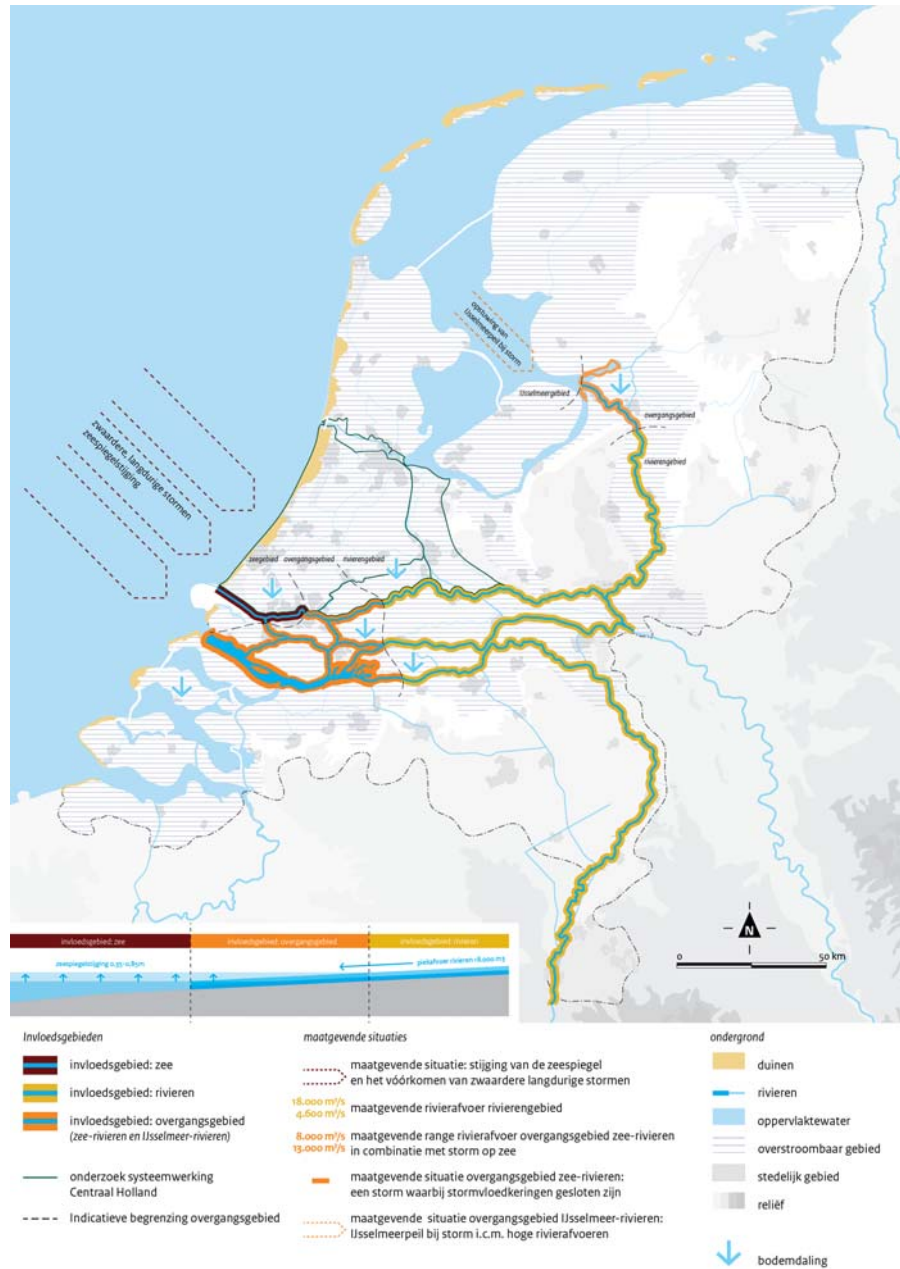 opstuwing van
IJsselmeerpeil bij storm
IJsselmeergebied
overgangsgebied
rivierengebied
zwaardere, langdurige stormen
zeespiegelstijging
zeegebied
overgangsgebied
rivierengebied
N
0
50 km
invloedsgebied: zee
invloedsgebied: overgangsgebied
invloedsgebied: rivieren
zeespiegelstijging 0,35-0,85m
piekafvoer rivieren 18.000 m3
Invloedsgebieden
invloedsgebied: zee
invloedsgebied: rivieren
invloedsgebied: overgangsgebied
(zee-rivieren en IJsselmeer-rivieren)
onderzoek systeemwerking
Centraal Holland
Indicatieve begrenzing overgangsgebied
maatgevende situaties
maatgevende situatie: stijging van de zeespiegel
en het vóórkomen van zwaardere langdurige stormen
18.000 m³/s
4.600 m³/s
maatgevende rivierafvoer rivierengebied
8.000 m³/s
13.000 m³/s
maatgevende range rivierafvoer overgangsgebied zee-rivieren
in combinatie met storm op zee
maatgevende situatie overgangsgebied zee-rivieren:
een storm waarbij stormvloedkeringen gesloten zijn
maatgevende situatie overgangsgebied IJsselmeer-rivieren:
IJsselmeerpeil bij storm i.c.m. hoge rivierafvoeren
ondergrond
duinen
rivieren
oppervlaktewater
overstroombaar gebied
stedelijk gebied
reliëf
bodemdaling